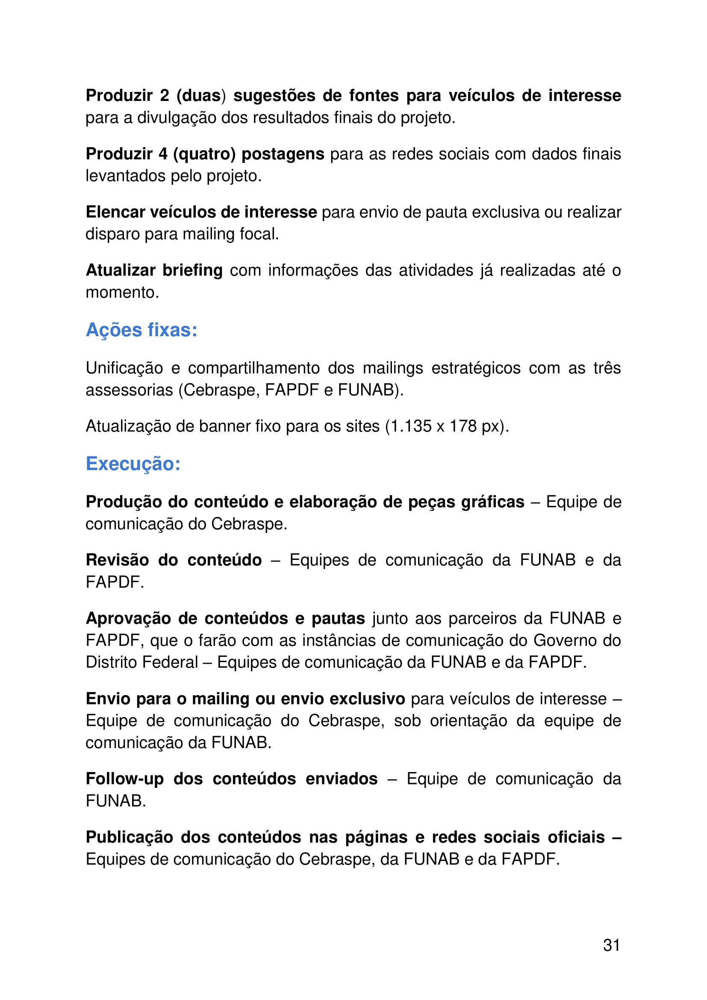 Produzir 2 (duas) sugestões de fontes para veículos de interesse
para a divulgação dos resultados finais do projeto.
Produzir 4 (quatro) postagens para as redes sociais com dados finais
levantados pelo projeto.
Elencar veículos de interesse para envio de pauta exclusiva ou realizar
disparo para mailing focal.
Atualizar briefing com informações das atividades já realizadas até o
momento.
Ações fixas:
Unificação e compartilhamento dos mailings estratégicos com as três
assessorias (Cebraspe, FAPDF e FUNAB).
Atualização de banner fixo para os sites (1.135 x 178 px).
Execução:
Produção do conteúdo e elaboração de peças gráficas – Equipe de
comunicação do Cebraspe.
Revisão do conteúdo – Equipes de comunicação da FUNAB e da
FAPDF.
Aprovação de conteúdos e pautas junto aos parceiros da FUNAB e
FAPDF, que o farão com as instâncias de comunicação do Governo do
Distrito Federal – Equipes de comunicação da FUNAB e da FAPDF.
Envio para o mailing ou envio exclusivo para veículos de interesse –
Equipe de comunicação do Cebraspe, sob orientação da equipe de
comunicação da FUNAB.
Follow-up dos conteúdos enviados – Equipe de comunicação da
FUNAB.
Publicação dos conteúdos nas páginas e redes sociais oficiais –
Equipes de comunicação do Cebraspe, da FUNAB e da FAPDF.
31